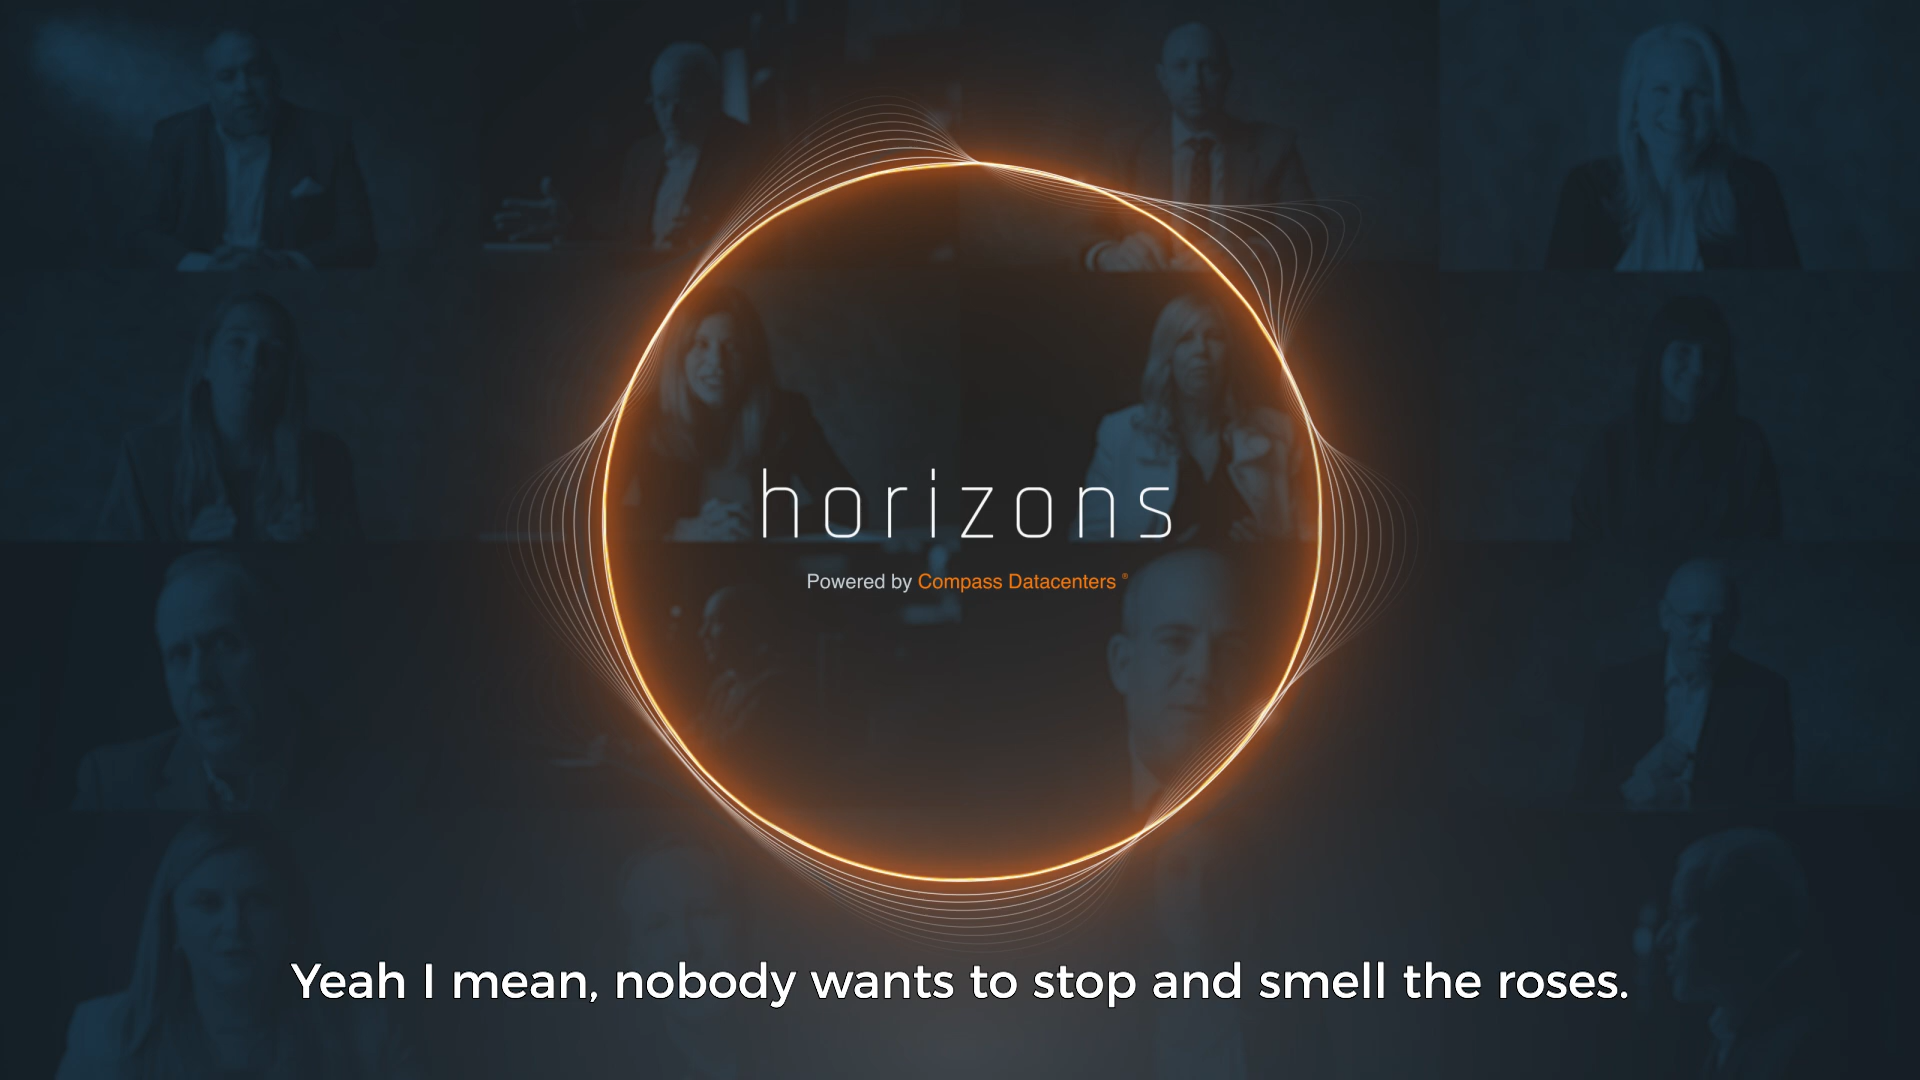 horizons
Powered by Compass Datacenters®
Yeah I mean, nobody wants to stop and smell the roses.